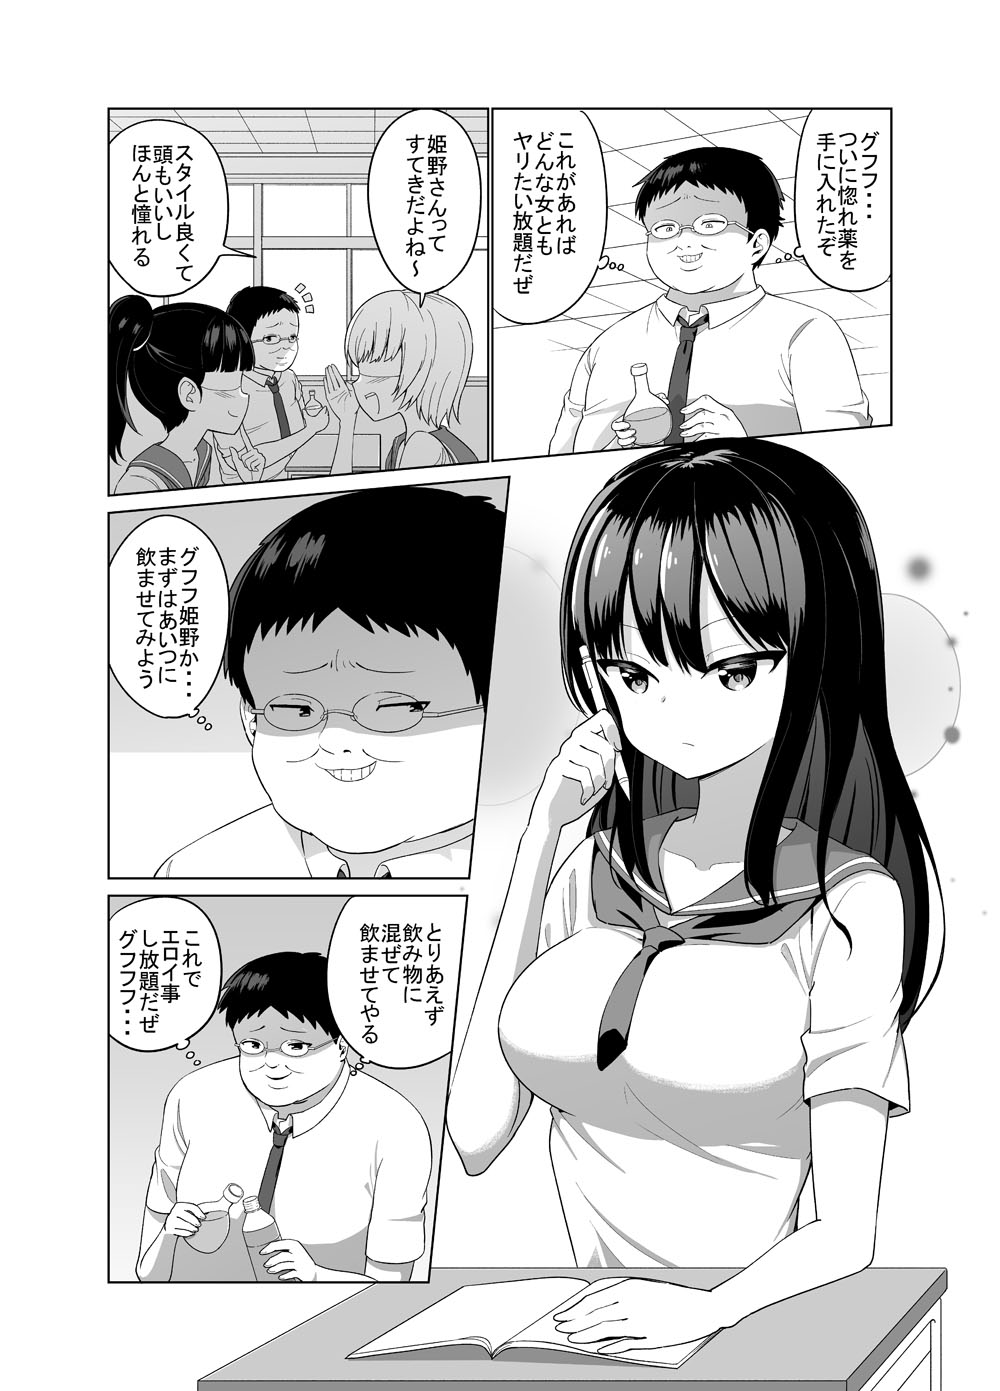 グフフ・・・
ついに惚れ薬を
手に入れたぞ
これがあれば
どんな女とも
ヤリたい放題だぜ
姫野さんって
すてきだよね～
スタイル良くて
頭もいいし
ほんと憧れる
グフフ姫野か・・・・
まずはあいつに
飲ませてみよう
とりあえず
飲み物に
混ぜて
飲ませてやる
これで
エロイ事
し放題だぜ
グフフフ・・・